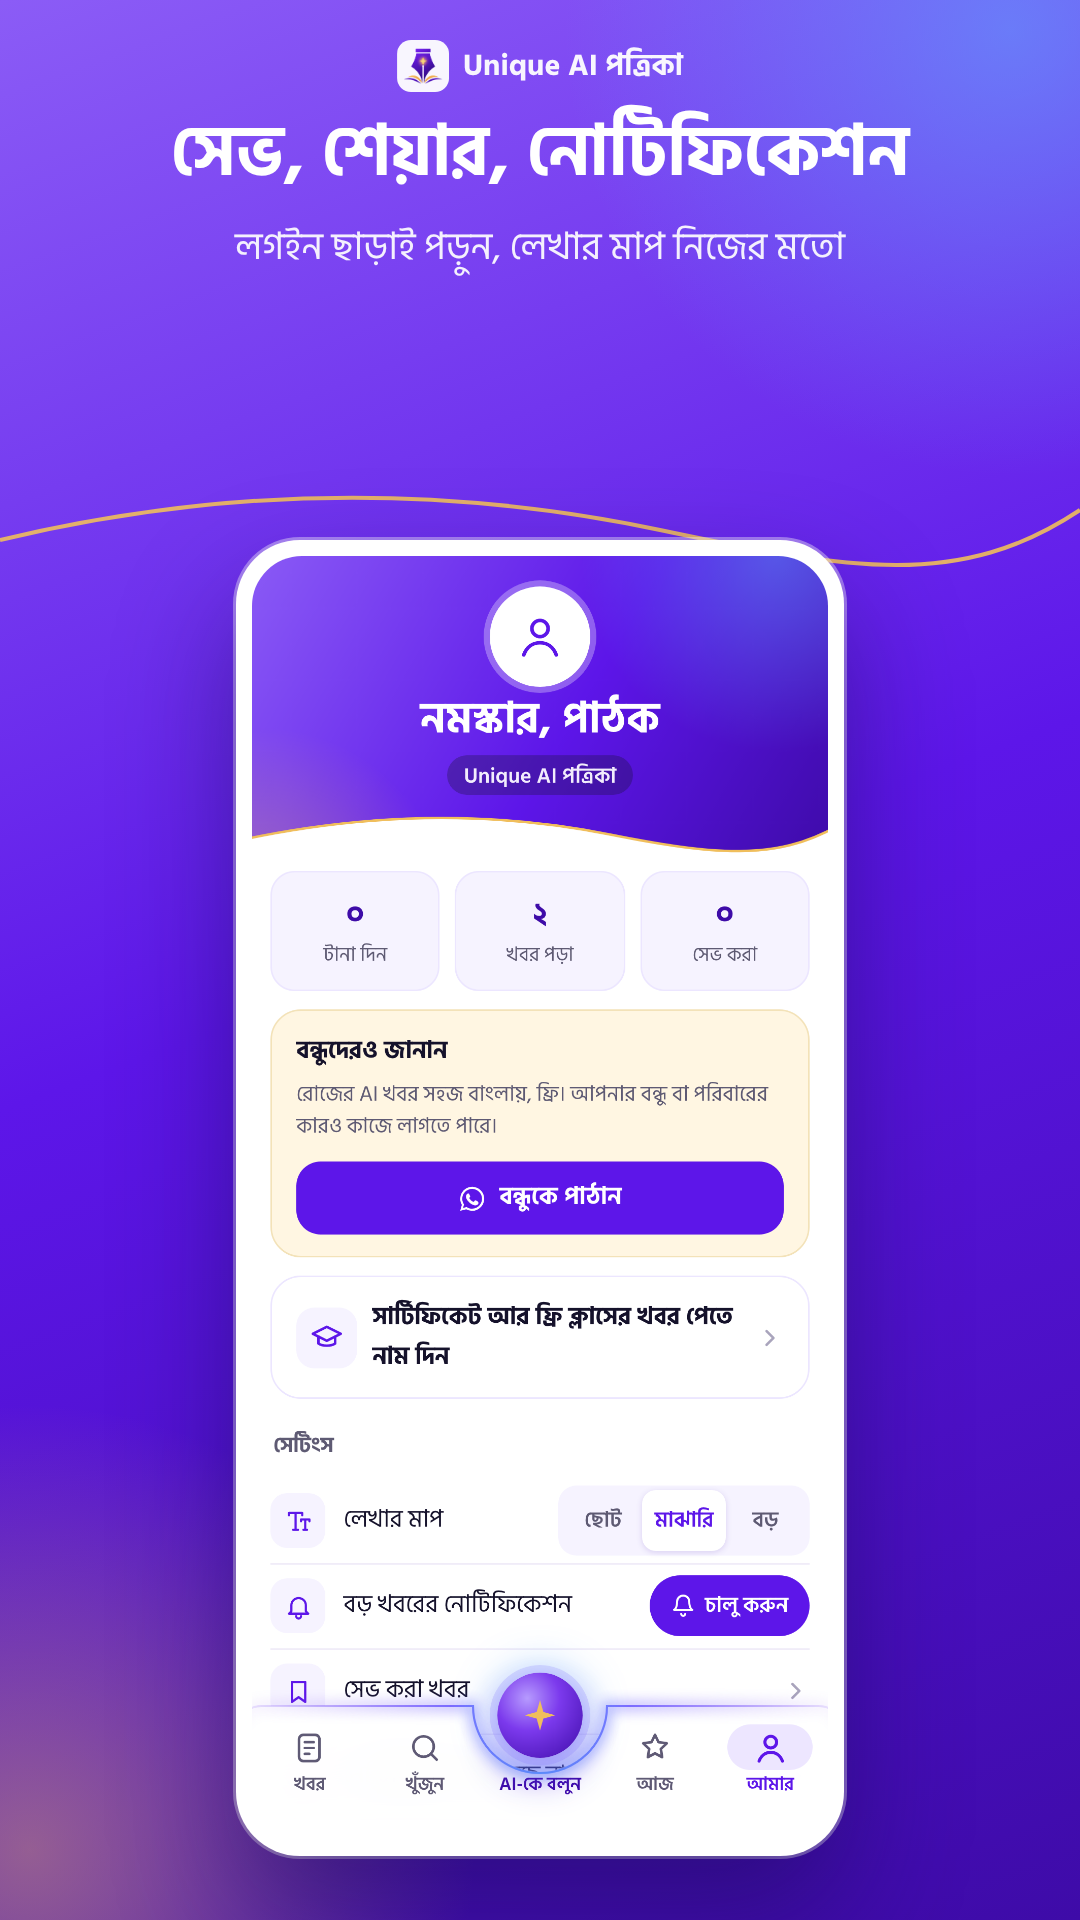 Unique AI পত্রিকা
সেভ, শেয়ার, নোটিফিকেশন
লগইন ছাড়াই পড়ুন, লেখার মাপ নিজের মতো
নমস্কার, পাঠক
Unique AI পত্রিকা
০
২
০
টানা দিন
খবর পড়া
সেভ করা
বন্ধুদেরও জানান
রোজের AI খবর সহজ বাংলায়, ফ্রি। আপনার বন্ধু বা পরিবারের
কারও কাজে লাগতে পারে।
বন্ধুকে পাঠান
সার্টিফিকেট আর ফ্রি ক্লাসের খবর পেতে
নাম দিন
সেটিংস
লেখার মাপ
ছোট
মাঝারি
বড়
বড় খবরের নোটিফিকেশন
চালু করুন
সেভ করা খবর
খবর
খুঁজুন
AI-কে বলুন
আজ
আমার